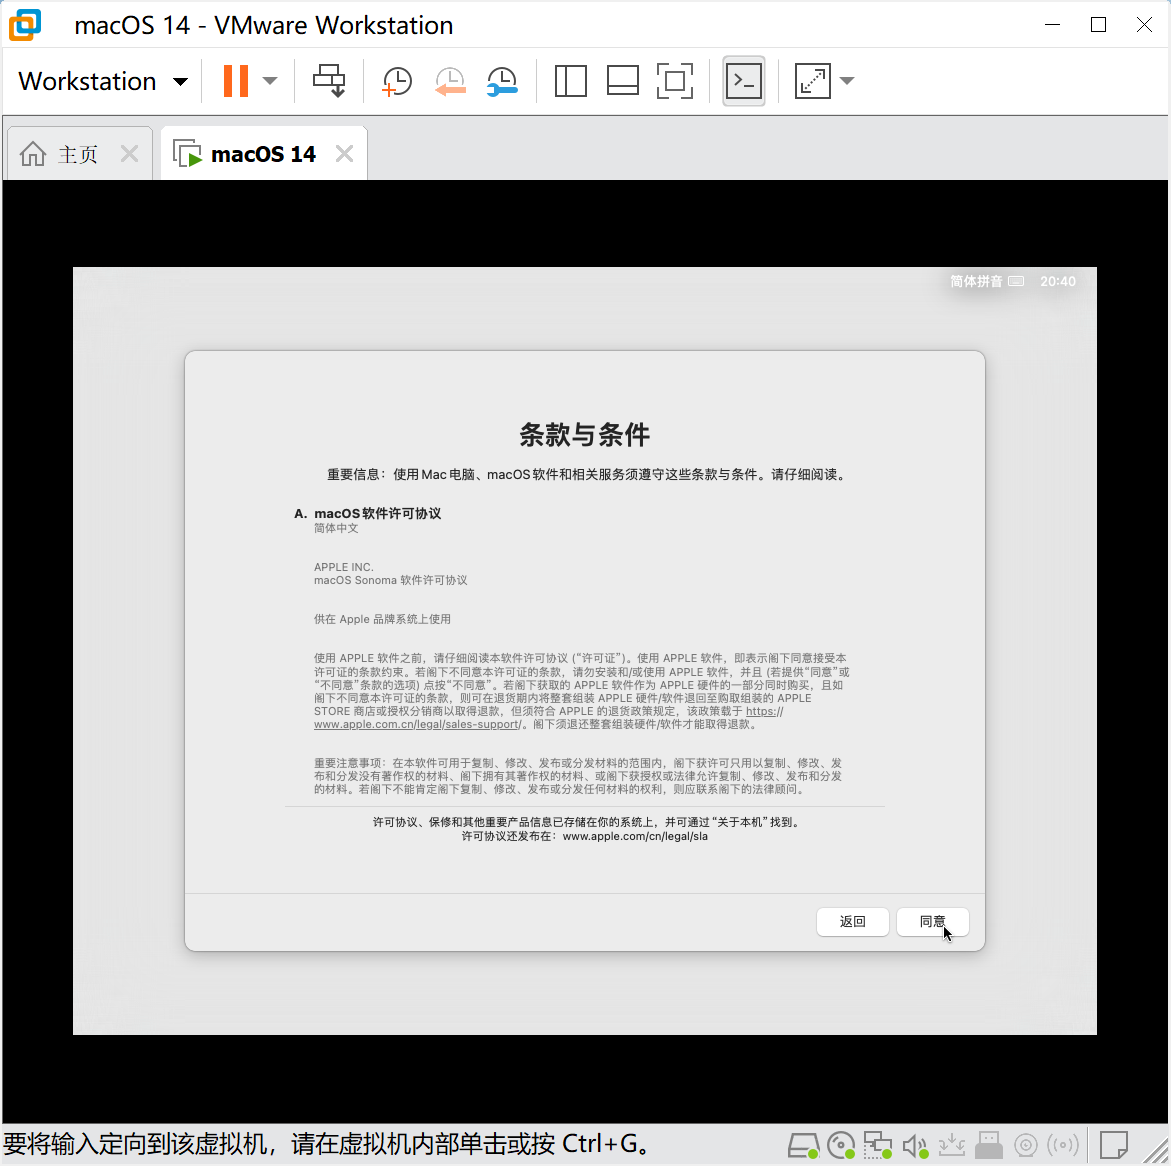 macOS 14 - VMware Workstation
Workstation
主页
macOS 14
简体拼音 20:40
条款与条件
重要信息：使用 Mac 电脑、macOS 软件和相关服务须遵守这些条款与条件。请仔细阅读。
A. macOS 软件许可协议
简体中文
APPLE INC.
macOS Sonoma 软件许可协议
供在 Apple 品牌系统上使用
使用 APPLE 软件之前，请仔细阅读本软件许可协议 (“许可证”)。使用 APPLE 软件，即表示阁下同意接受本
许可证的条款约束。若阁下不同意本许可证的条款，请勿安装和/或使用 APPLE 软件，并且 (若提供“同意”或
“不同意”条款的选项) 点按“不同意”。若阁下获取的 APPLE 软件作为 APPLE 硬件的一部分同时购买，且如
阁下不同意本许可证的条款，则可在退货期内将整套组装 APPLE 硬件/软件退回至购取组装的 APPLE
STORE 商店或授权分销商以取得退款，但须符合 APPLE 的退货政策规定，该政策载于 https://
www.apple.com.cn/legal/sales-support/。阁下须退还整套组装硬件/软件才能取得退款。
重要注意事项：在本软件可用于复制、修改、发布或分发材料的范围内，阁下获许可只用以复制、修改、发
布和分发没有著作权的材料、阁下拥有其著作权的材料、或阁下获授权或法律允许复制、修改、发布和分发
的材料。若阁下不能肯定阁下复制、修改、发布或分发任何材料的权利，则应联系阁下的法律顾问。
许可协议、保修和其他重要产品信息已存储在你的系统上，并可通过“关于本机”找到。
许可协议还发布在：www.apple.com/cn/legal/sla
返回 同意
要将输入定向到该虚拟机，请在虚拟机内部单击或按 Ctrl+G。